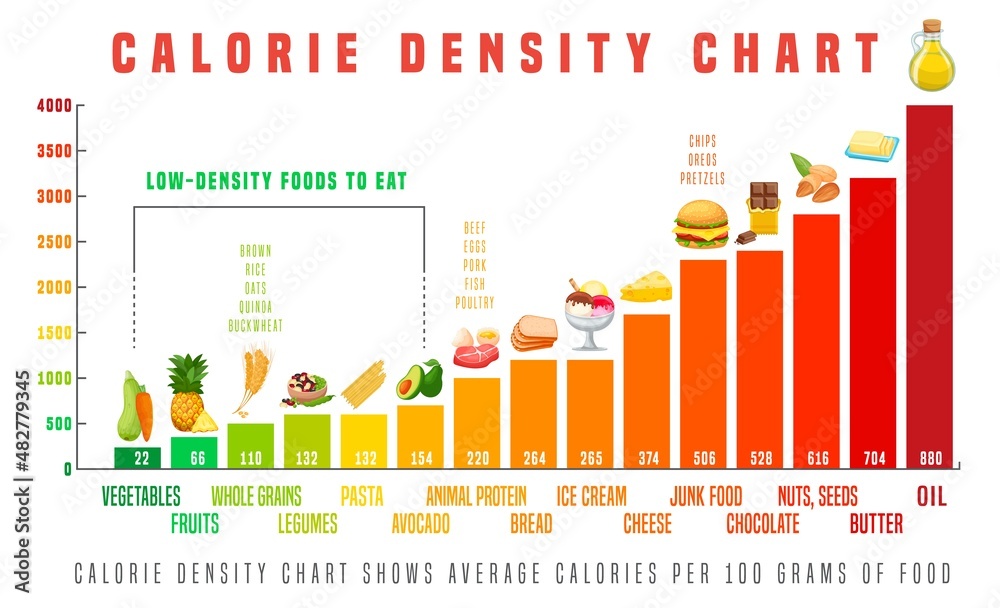 CALORIE DENSITY CHART
4000
3500
3000
2500
2000
1500
1000
500
0
LOW-DENSITY FOODS TO EAT
BROWN
RICE
OATS
QUINDA
BUCKWHEAT
BEEF
EGGS
PORK
FISH
POULTRY
CHIPS
OREOS
PRETZELS
22 66 110 132 132 154 220 264 265 374 506 528 616 704 880
VEGETABLES WHOLE GRAINS PASTA ANIMAL PROTEIN ICE CREAM JUNK FOOD NUTS, SEEDS OIL
FRUITS LEGUMES AVOCADO BREAD CHEESE CHOCOLATE BUTTER
CALORIE DENSITY CHART SHOWS AVERAGE CALORIES PER 100 GRAMS OF FOOD
Adobe Stock | #482779345
Adobe Stock